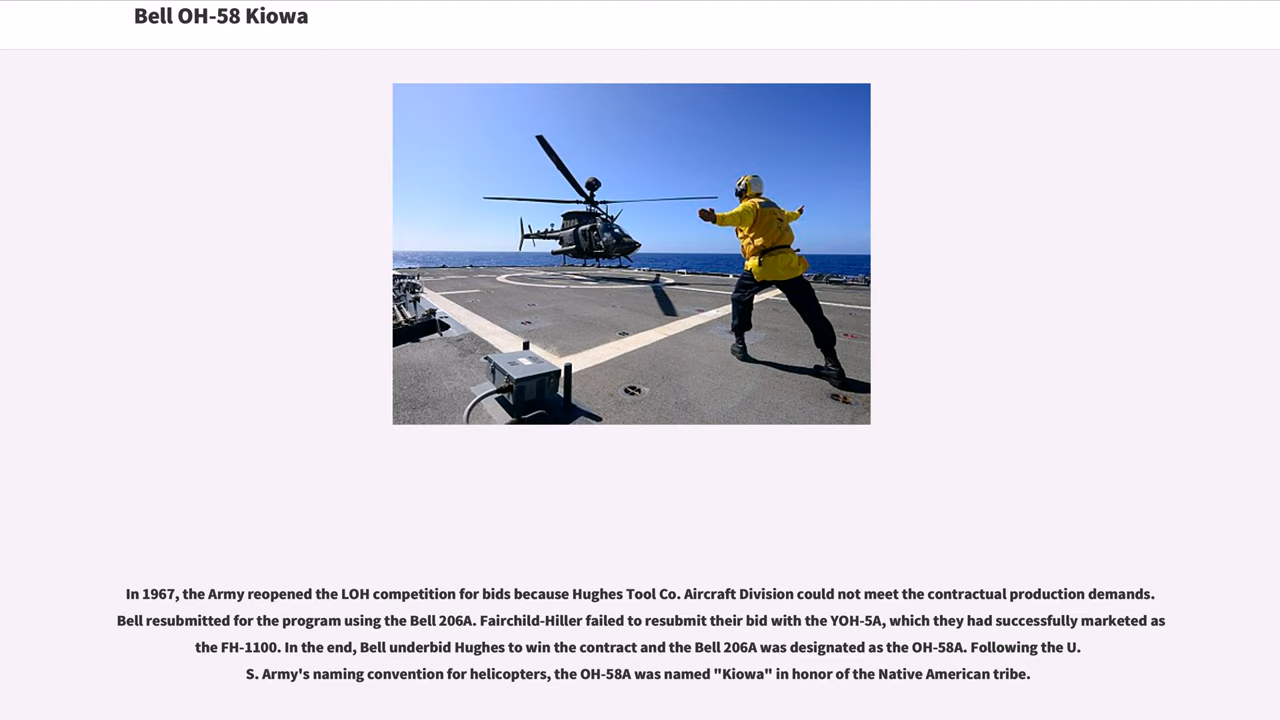 Bell OH-58 Kiowa
In 1967, the Army reopened the LOH competition for bids because Hughes Tool Co. Aircraft Division could not meet the contractual production demands.
Bell resubmitted for the program using the Bell 206A. Fairchild-Hiller failed to resubmit their bid with the YOH-5A, which they had successfully marketed as
the FH-1100. In the end, Bell underbid Hughes to win the contract and the Bell 206A was designated as the OH-58A. Following the U.
S. Army's naming convention for helicopters, the OH-58A was named "Kiowa" in honor of the Native American tribe.